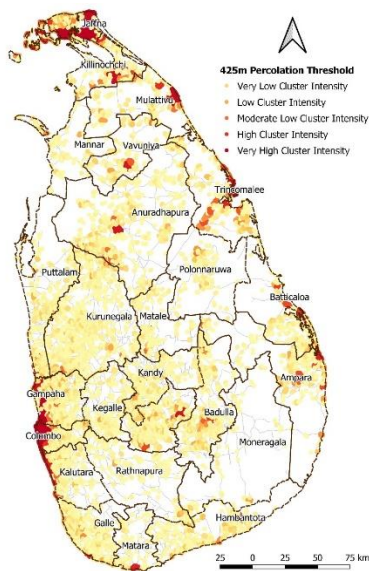 Jaffna
Killinochchi
Mulattivu
Mannar
Vavuniya
Trincomalee
Anuradhapura
Polonnaruwa
Puttalam
Batticaloa
Kurunegala
Matale
Kandy
Ampara
Gampaha
Kegalle
Badulla
Colombo
Moneragala
Kalutara
Rathnapura
Galle
Hambantota
Matara
425m Percolation Threshold
Very Low Cluster Intensity
Low Cluster Intensity
Moderate Low Cluster Intensity
High Cluster Intensity
Very High Cluster Intensity
25 0 25 50 75 km